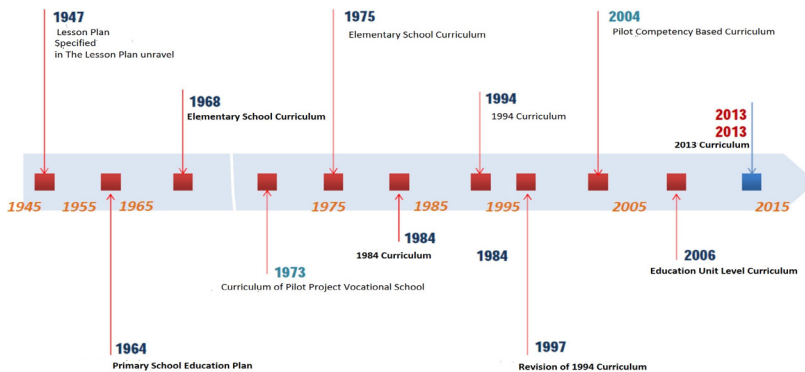 1947
Lesson Plan
Specified
in The Lesson Plan unravel
1975
Elementary School Curriculum
2004
Pilot Competency Based Curriculum
1968
Elementary School Curriculum
1994
1994 Curriculum
2013
2013
2013 Curriculum
1945
1955
1965
1975
1985
1995
2005
2015
1964
Primary School Education Plan
1973
Curriculum of Pilot Project Vocational School
1984
1984 Curriculum
1984
1997
Revision of 1994 Curriculum
2006
Education Unit Level Curriculum